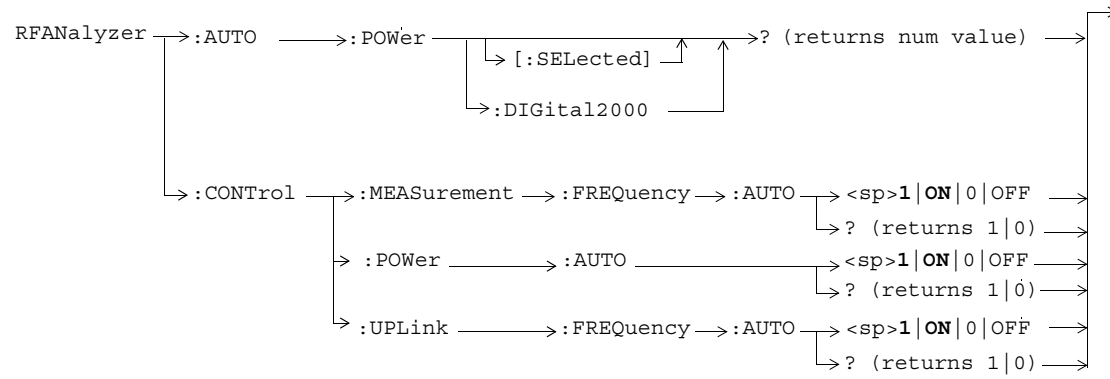 RFANalyzer :AUTO :POWer ? (returns num value)
[:SELected]
:DIGital2000
:CONTrol :MEASurement :FREQuency :AUTO <sp>1|ON|0|OFF
? (returns 1|0)
:POWer :AUTO <sp>1|ON|0|OFF
? (returns 1|0)
:UPLink :FREQuency :AUTO <sp>1|ON|0|OFF
? (returns 1|0)